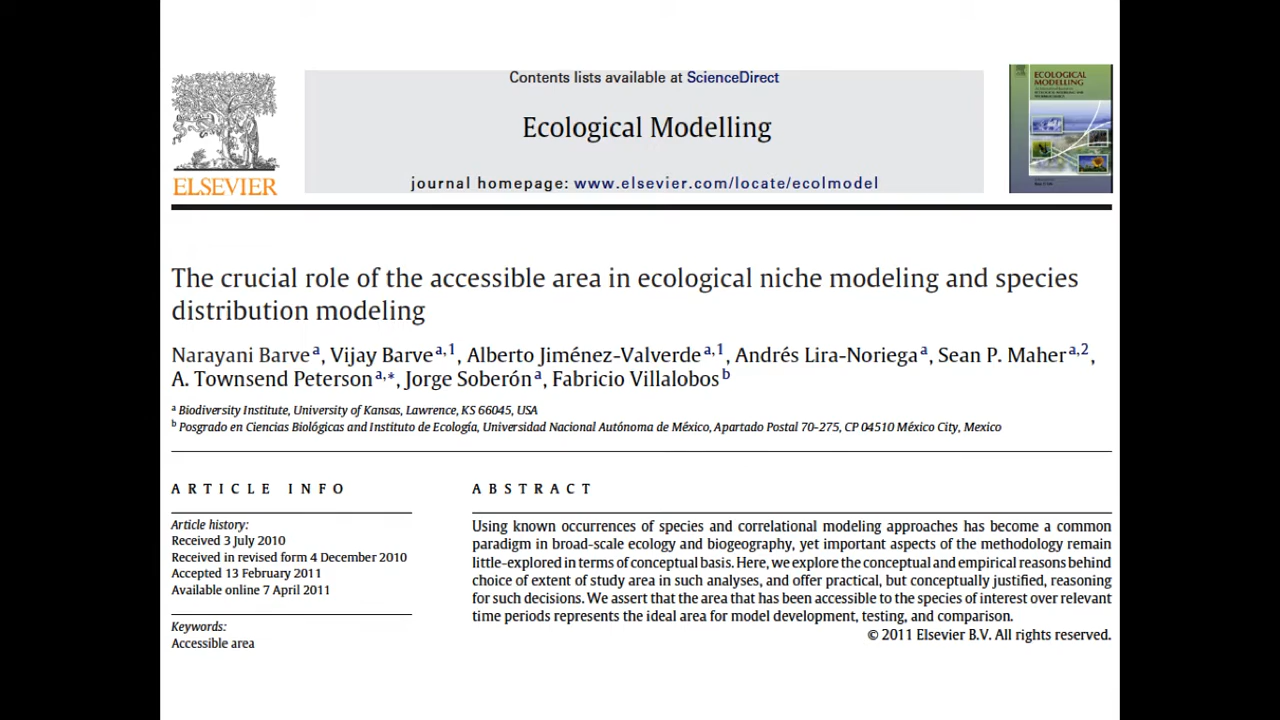 Contents lists available at ScienceDirect
Ecological Modelling
journal homepage: www.elsevier.com/locate/ecolmodel
ELSEVIER
ECOLOGICAL
MODELLING
The crucial role of the accessible area in ecological niche modeling and species
distribution modeling
Narayani Barve a, Vijay Barve a,1, Alberto Jiménez-Valverde a,1, Andrés Lira-Noriega a, Sean P. Maher a,2,
A. Townsend Peterson a,*, Jorge Soberón a, Fabricio Villalobos b
a Biodiversity Institute, University of Kansas, Lawrence, KS 66045, USA
b Posgrado en Ciencias Biológicas and Instituto de Ecología, Universidad Nacional Autónoma de México, Apartado Postal 70-275, CP 04510 México City, Mexico
ARTICLE INFO
Article history:
Received 3 July 2010
Received in revised form 4 December 2010
Accepted 13 February 2011
Available online 7 April 2011
Keywords:
Accessible area
ABSTRACT
Using known occurrences of species and correlational modeling approaches has become a common
paradigm in broad-scale ecology and biogeography, yet important aspects of the methodology remain
little-explored in terms of conceptual basis. Here, we explore the conceptual and empirical reasons behind
choice of extent of study area in such analyses, and offer practical, but conceptually justified, reasoning
for such decisions. We assert that the area that has been accessible to the species of interest over relevant
time periods represents the ideal area for model development, testing, and comparison.
© 2011 Elsevier B.V. All rights reserved.